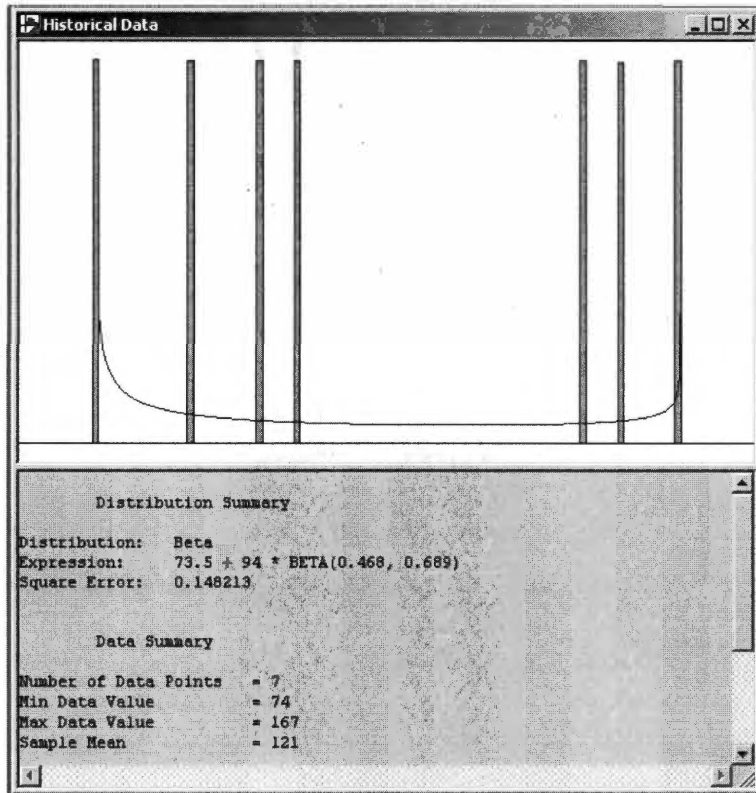 Historical Data
Distribution Summary
Distribution: Beta
Expression: 73.5 + 94 * BETA(0.468, 0.689)
Square Error: 0.148213
Data Summary
Number of Data Points = 7
Min Data Value = 74
Max Data Value = 167
Sample Mean = 121